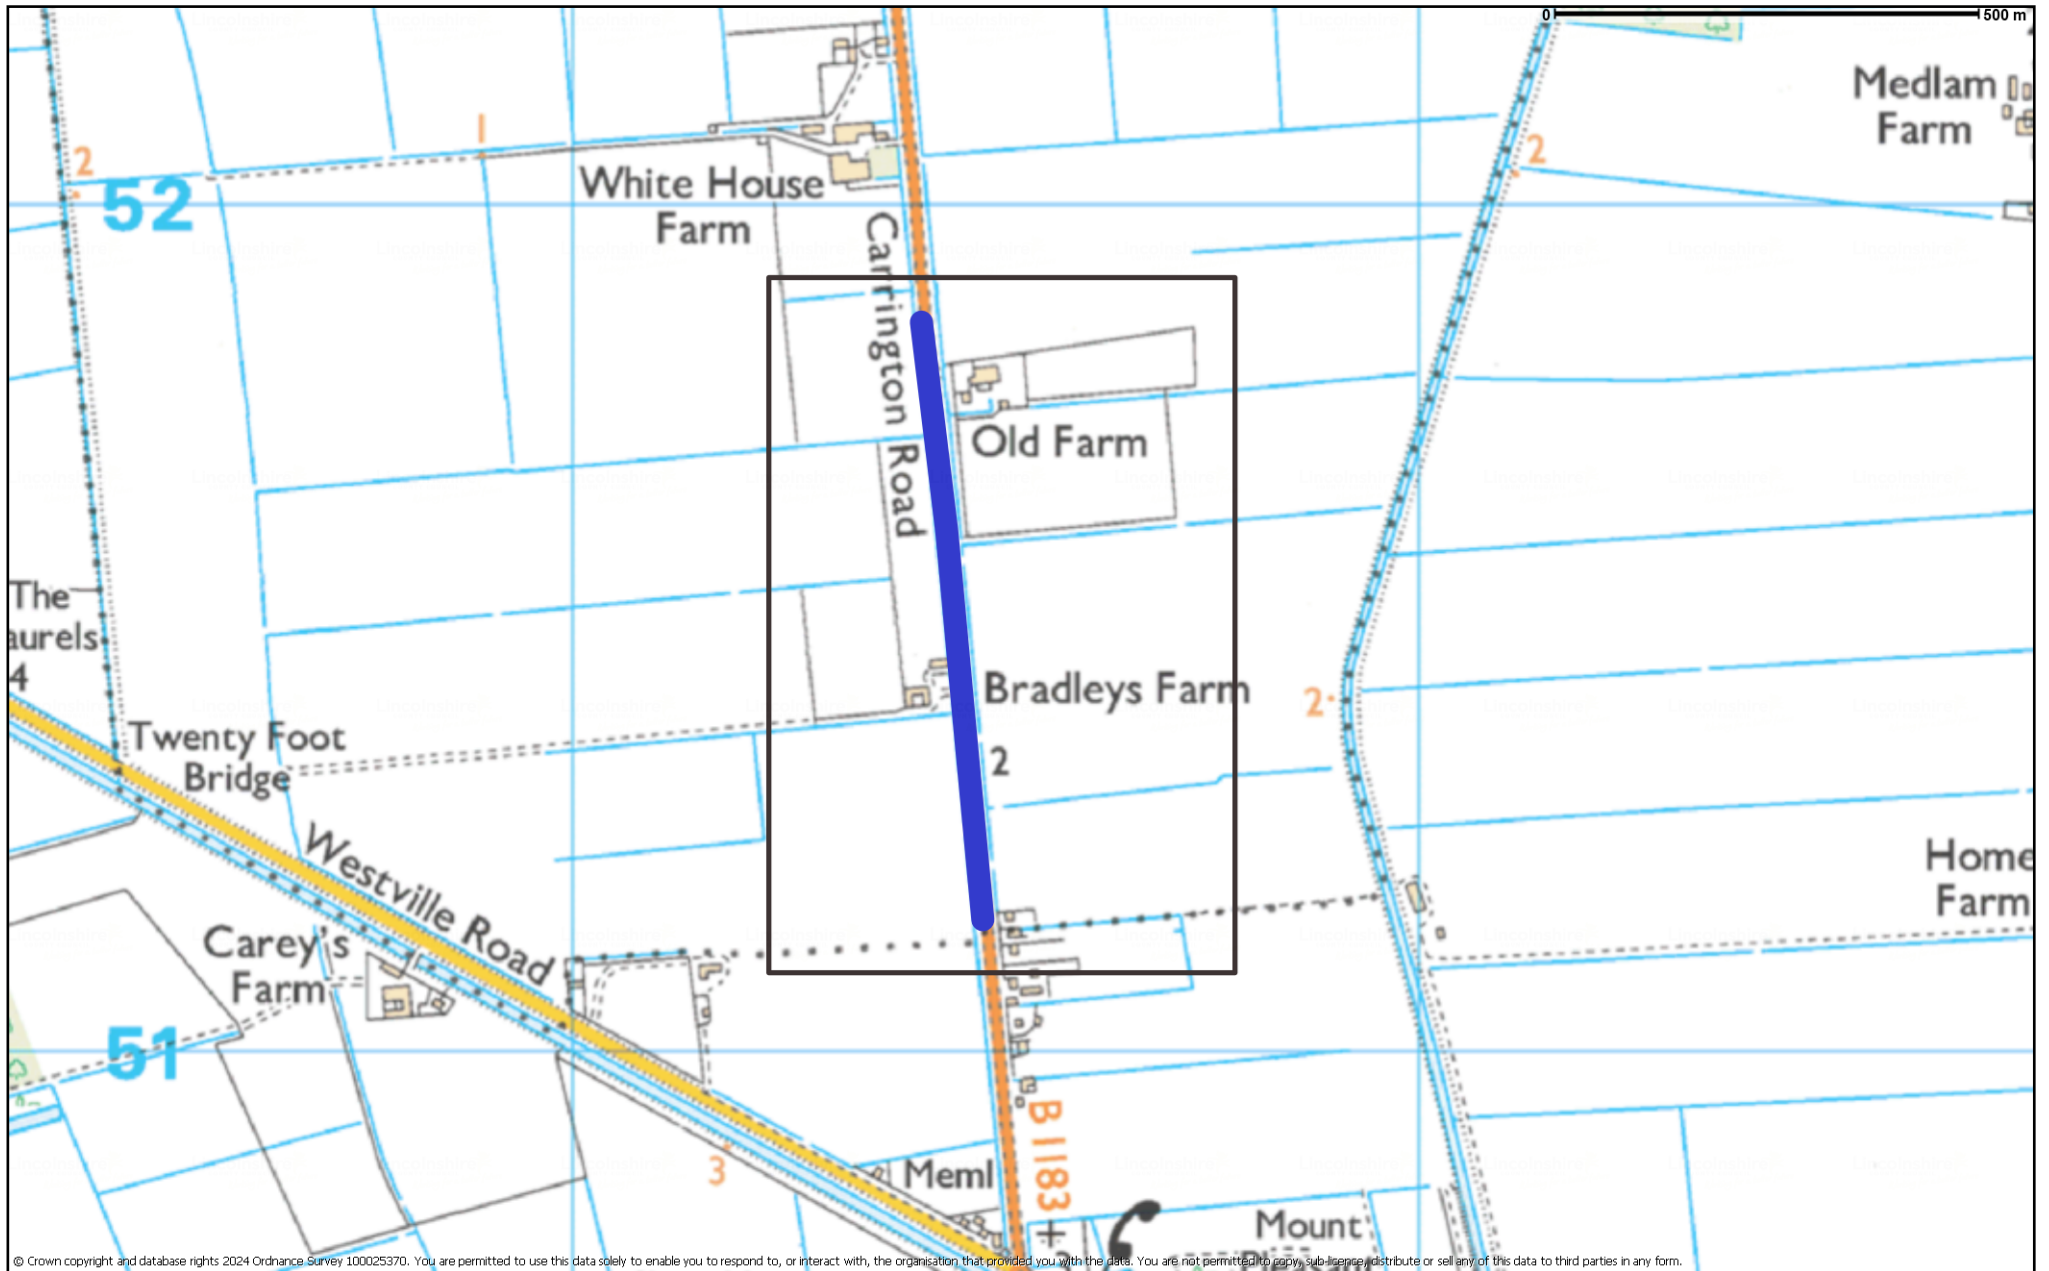 0 500 m
Medlam
Farm
2
1
2
52
White House
Farm
Carrington Road
Old Farm
The
aurels
4
Bradleys Farm
2
2
Twenty Foot
Bridge
Westville Road
Home
Farm
Carey's
Farm
51
B 1183
3
Meml
Mount
Pleasant
3
© Crown copyright and database rights 2024 Ordnance Survey 100025370. You are permitted to use this data solely to enable you to respond to, or interact with, the organisation that provided you with the data. You are not permitted to copy, sub-licence, distribute or sell any of this data to third parties in any form.